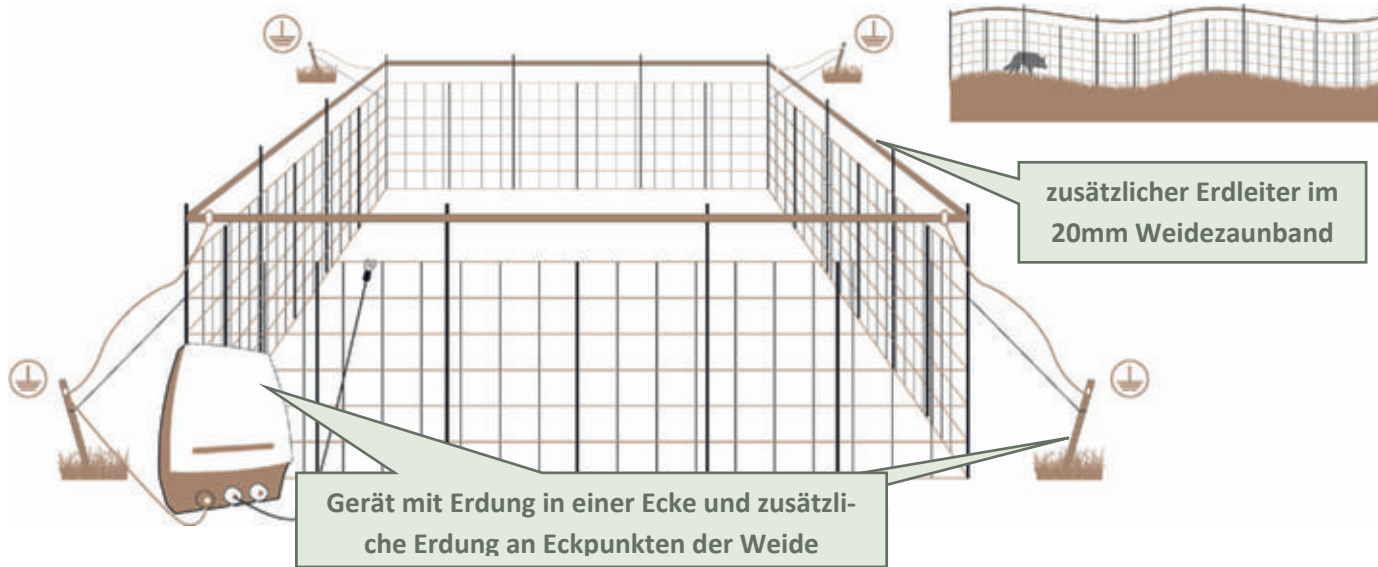 zusätzlicher Erdleiter im
20mm Weidezaunband
Gerät mit Erdung in einer Ecke und zusätzli-
che Erdung an Eckpunkten der Weide